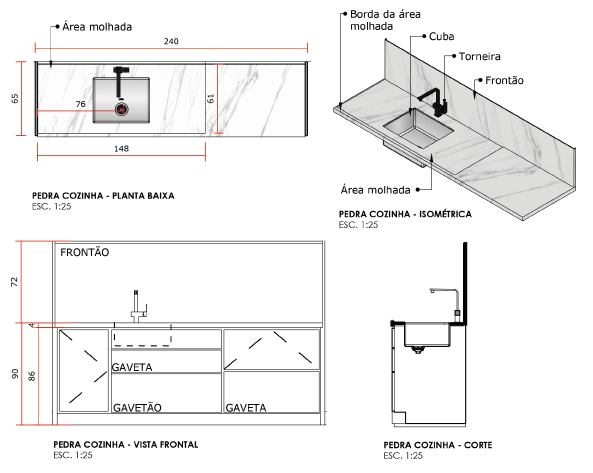 Área molhada
240
65
76
61
148
PEDRA COZINHA - PLANTA BAIXA
ESC. 1:25
Borda da área
molhada
Cuba
Torneira
Frontão
Área molhada
PEDRA COZINHA - ISOMÉTRICA
ESC. 1:25
FRONTÃO
72
4
90
86
GAVETA
GAVETÃO
GAVETA
PEDRA COZINHA - VISTA FRONTAL
ESC. 1:25
PEDRA COZINHA - CORTE
ESC. 1:25